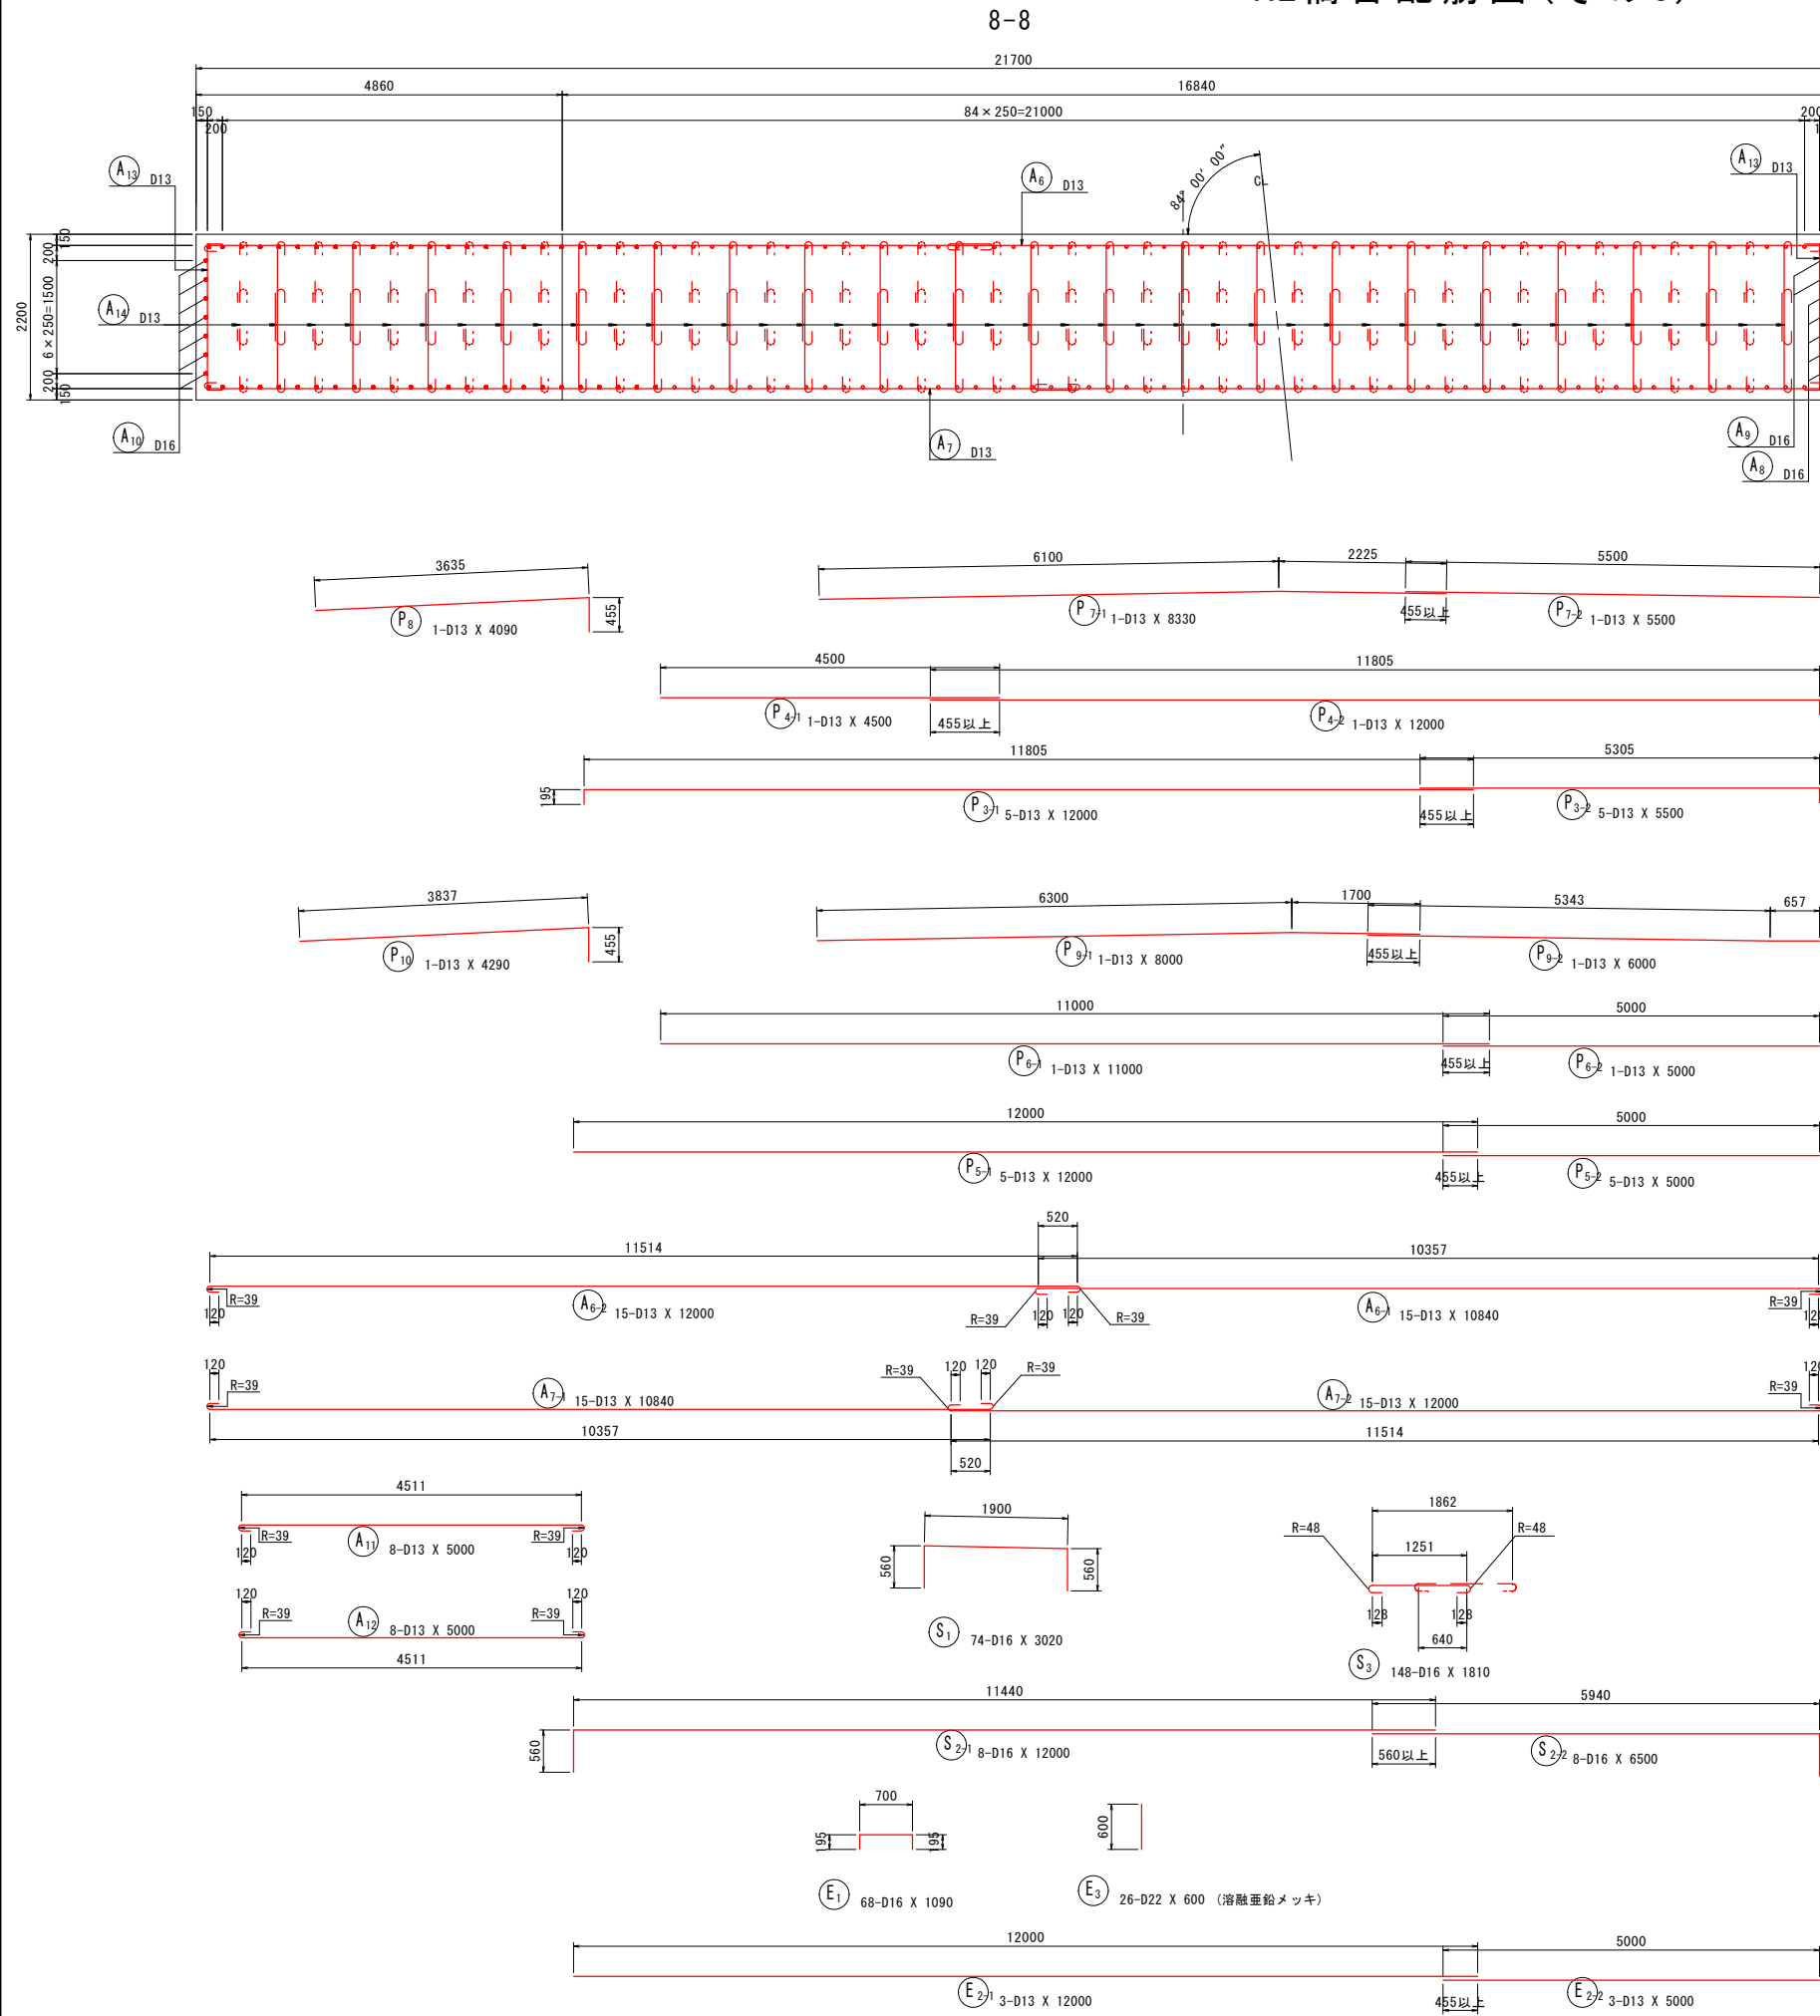 8-8
21700
4860 16840
150 84×250=21000 200
200
A13 D13
A6 D13
84° 00′ 00″
CL
A13 D13
150
200
2200
6×250=1500
A14 D13
200
150
A10 D16
A7 D13
A9 D16
A8 D16
3635
455
P8 1-D13 X 4090
6100 2225 5500
P7-1 1-D13 X 8330
455以上
P7-2 1-D13 X 5500
4500 11805
P4-1 1-D13 X 4500
455以上
P4-2 1-D13 X 12000
11805 5305
195
P3-1 5-D13 X 12000
455以上
P3-2 5-D13 X 5500
3837
455
P10 1-D13 X 4290
6300 1700 5343 657
P9-1 1-D13 X 8000
455以上
P9-2 1-D13 X 6000
11000 5000
P6-1 1-D13 X 11000
455以上
P6-2 1-D13 X 5000
12000 5000
P5-1 5-D13 X 12000
455以上
P5-2 5-D13 X 5000
520
11514 10357
R=39
120
A6-2 15-D13 X 12000
R=39 120 120 R=39
A6-1 15-D13 X 10840
R=39
120
R=39
A7-1 15-D13 X 10840
R=39 120 120 R=39
A7-2 15-D13 X 12000
R=39
10357 11514
520
4511
R=39 R=39
120 120
A11 8-D13 X 5000
120 120
R=39 R=39
A12 8-D13 X 5000
4511
1900
560 560
S1 74-D16 X 3020
1862
R=48 R=48
1251
128 128
640
S3 148-D16 X 1810
11440 5940
560
S2-1 8-D16 X 12000
560以上
S2-2 8-D16 X 6500
700
195 195
E1 68-D16 X 1090
600
E3 26-D22 X 600 (溶融亜鉛メッキ)
12000 5000
E2-1 3-D13 X 12000
455以上
E2-2 3-D13 X 5000